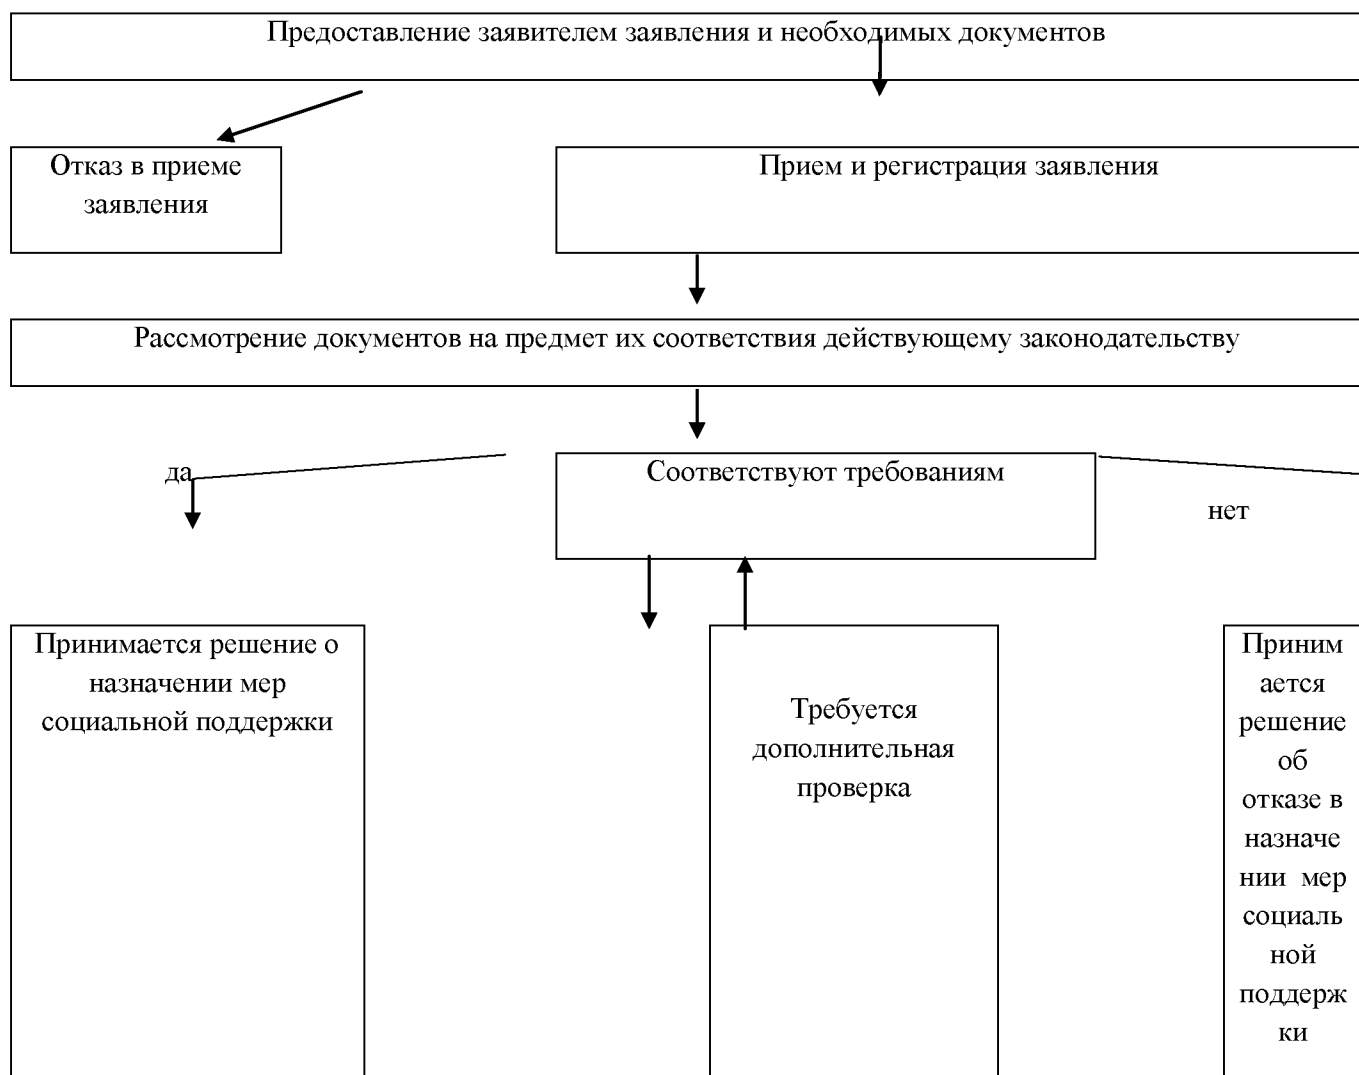 Предоставление заявителем заявления и необходимых документов
Отказ в приеме
заявления
Прием и регистрация заявления
Рассмотрение документов на предмет их соответствия действующему законодательству
да
Соответствуют требованиям
нет
Принимается решение о
назначении мер
социальной поддержки
Требуется
дополнительная
проверка
Приним
ается
решение
об
отказе в
назначе
нии мер
социаль
ной
поддерж
ки